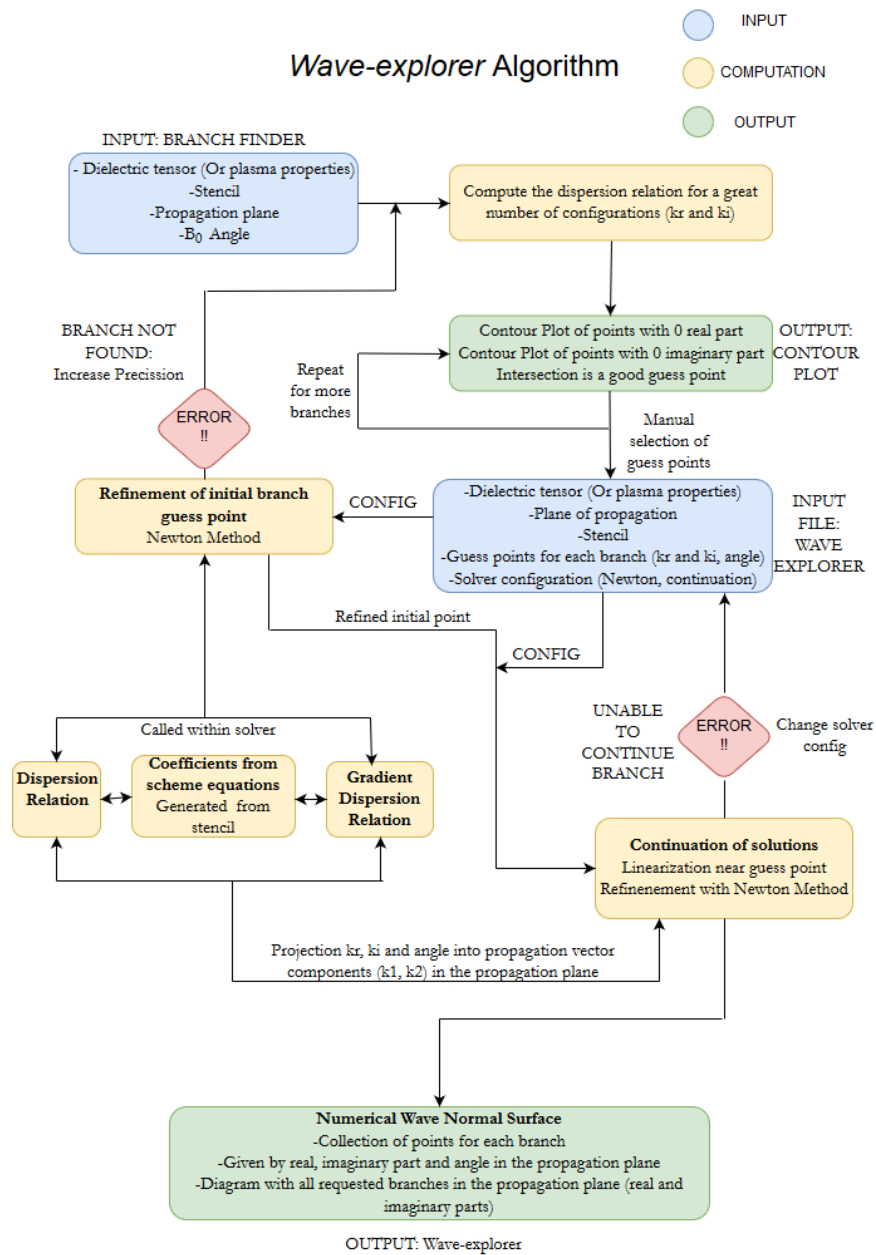 INPUT
Wave-explorer Algorithm
COMPUTATION
OUTPUT
INPUT: BRANCH FINDER
- Dielectric tensor (Or plasma properties)
-Stencil
-Propagation plane
-B0 Angle
Compute the dispersion relation for a great
number of configurations (kr and ki)
BRANCH NOT
FOUND:
Increase Precission
Contour Plot of points with 0 real part
Contour Plot of points with 0 imaginary part
Intersection is a good guess point
OUTPUT:
CONTOUR
PLOT
Repeat
for more
branches
ERROR
!!
Manual
selection of
guess points
Refinement of initial branch
guess point
Newton Method
CONFIG
-Dielectric tensor (Or plasma properties)
-Plane of propagation
-Stencil
-Guess points for each branch (kr and ki, angle)
-Solver configuration (Newton, continuation)
INPUT
FILE:
WAVE
EXPLORER
Refined initial point
CONFIG
UNABLE
TO
CONTINUE
BRANCH
ERROR
!!
Change solver
config
Called within solver
Dispersion
Relation
Coefficients from
scheme equations
Generated from
stencil
Gradient
Dispersion
Relation
Continuation of solutions
Linearization near guess point
Refinenement with Newton Method
Projection kr, ki and angle into propagation vector
components (k1, k2) in the propagation plane
Numerical Wave Normal Surface
-Collection of points for each branch
-Given by real, imaginary part and angle in the propagation plane
-Diagram with all requested branches in the propagation plane (real and
imaginary parts)
OUTPUT: Wave-explorer